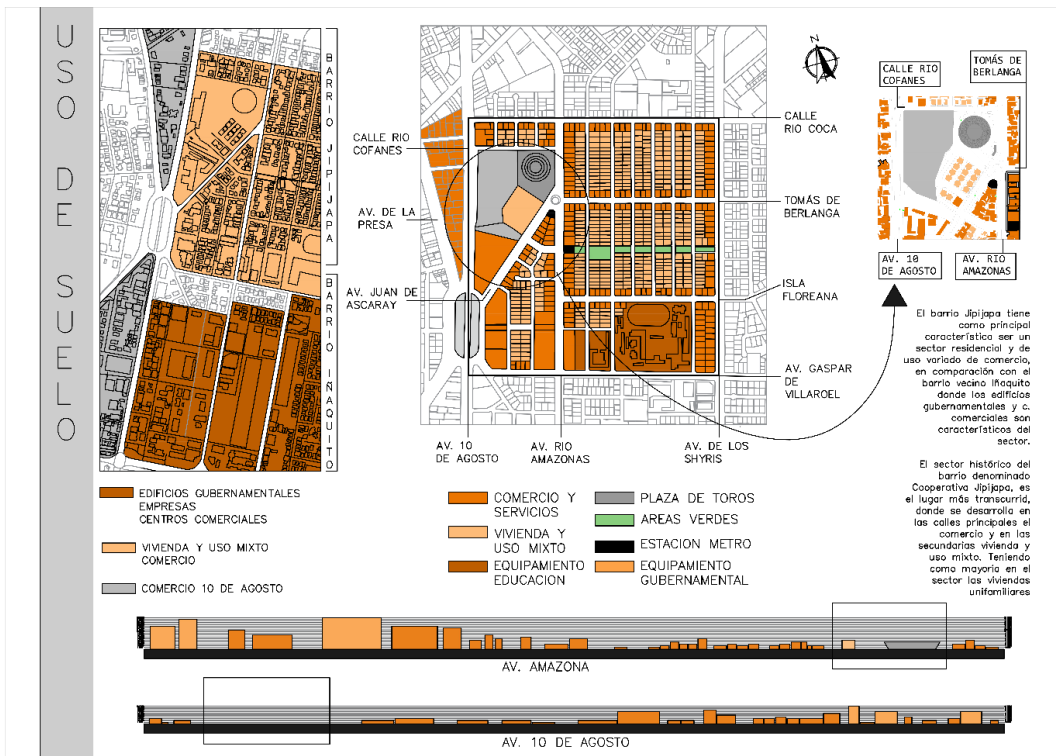 USO DE SUELO
BARRIO JIPIJAPA
BARRIO IÑAQUITO
EDIFICIOS GUBERNAMENTALES
EMPRESAS
CENTROS COMERCIALES
VIVIENDA Y USO MIXTO
COMERCIO
COMERCIO 10 DE AGOSTO
N
CALLE RIO
COFANES
AV. DE LA
PRESA
AV. JUAN DE
ASCARAY
CALLE
RIO COCA
TOMÁS DE
BERLANGA
ISLA
FLOREANA
AV. GASPAR
DE
VILLAROEL
AV. 10
DE AGOSTO
AV. RIO
AMAZONAS
AV. DE LOS
SHYRIS
COMERCIO Y
SERVICIOS
VIVIENDA Y
USO MIXTO
EQUIPAMIENTO
EDUCACION
PLAZA DE TOROS
AREAS VERDES
ESTACION METRO
EQUIPAMIENTO
GUBERNAMENTAL
CALLE RIO
COFANES
TOMÁS DE
BERLANGA
AV. 10
DE AGOSTO
AV. RIO
AMAZONAS
El barrio Jipijapa tiene
como principal
característica ser un
sector residencial y de
uso variado de comercio,
en comparación con el
barrio vecino Iñaquito
donde los edificios
gubernamentales y c.
comerciales son
característicos del
sector.
El sector histórico del
barrio denominado
Cooperativa Jipijapa, es
el lugar más transcurrid,
donde se desarrolla en
las calles principales el
comercio y en las
secundarias vivienda y
uso mixto. Teniendo
como mayoria en el
sector las viviendas
unifamiliares
AV. AMAZONA
AV. 10 DE AGOSTO